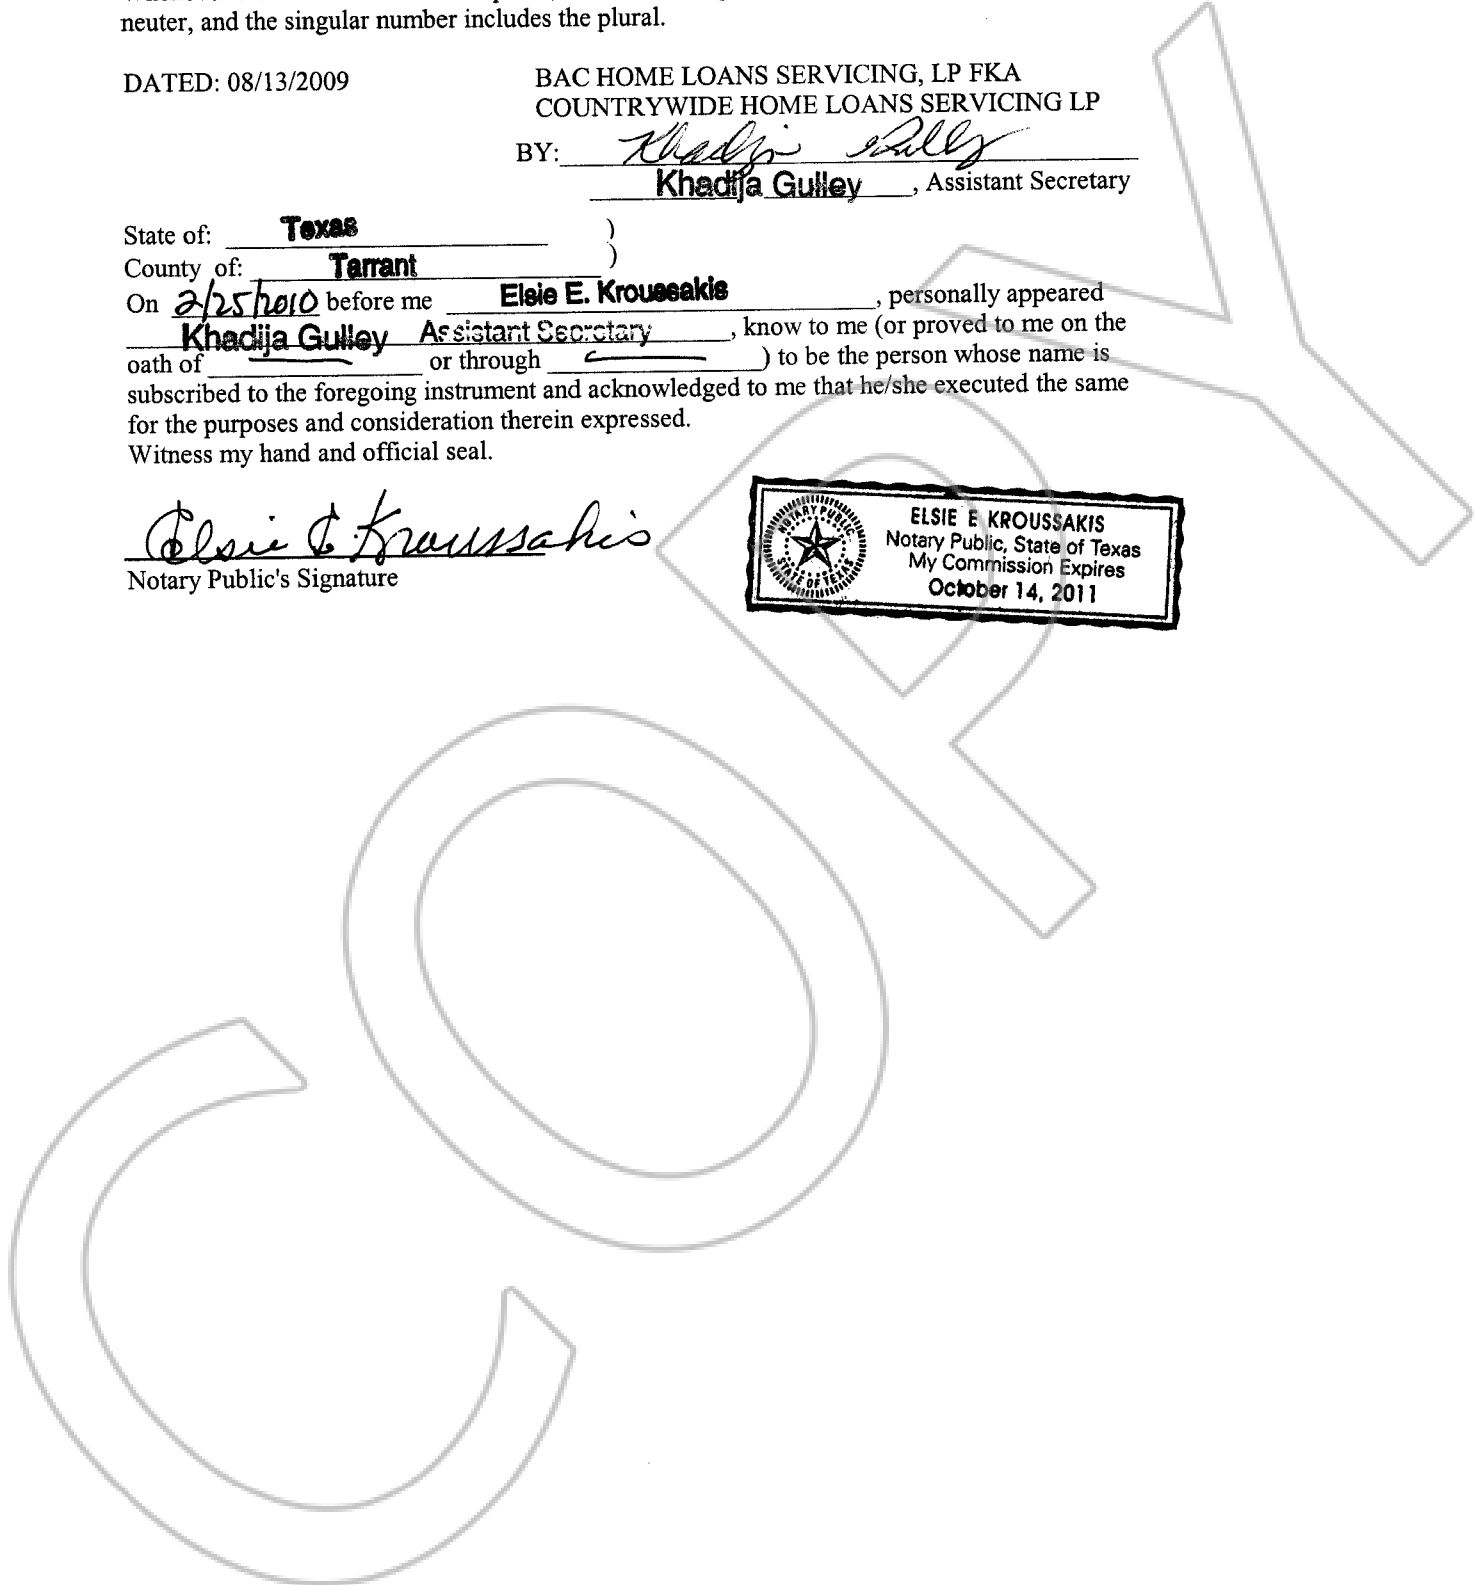 neuter, and the singular number includes the plural.
DATED: 08/13/2009
BAC HOME LOANS SERVICING, LP FKA
COUNTRYWIDE HOME LOANS SERVICING LP
BY: Khadija Gulley
Khadija Gulley, Assistant Secretary
State of: Texas )
County of: Tarrant )
On 2/25/2010 before me Elsie E. Kroussakis, personally appeared
Khadija Gulley Assistant Secretary, know to me (or proved to me on the
oath of or through ) to be the person whose name is
subscribed to the foregoing instrument and acknowledged to me that he/she executed the same
for the purposes and consideration therein expressed.
Witness my hand and official seal.
Elsie E. Kroussakis
Notary Public's Signature
NOTARY PUBLIC
STATE OF TEXAS
ELSIE E KROUSSAKIS
Notary Public, State of Texas
My Commission Expires
October 14, 2011
COPY